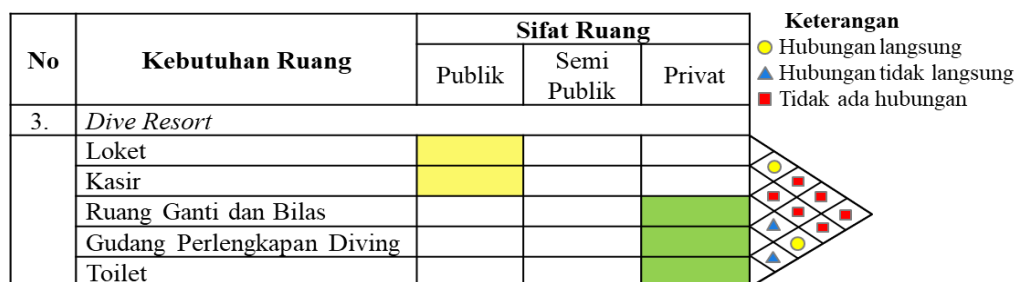 No Kebutuhan Ruang Sifat Ruang
Publik Semi Publik Privat
3. Dive Resort
Loket
Kasir
Ruang Ganti dan Bilas
Gudang Perlengkapan Diving
Toilet
Keterangan
Hubungan langsung
Hubungan tidak langsung
Tidak ada hubungan